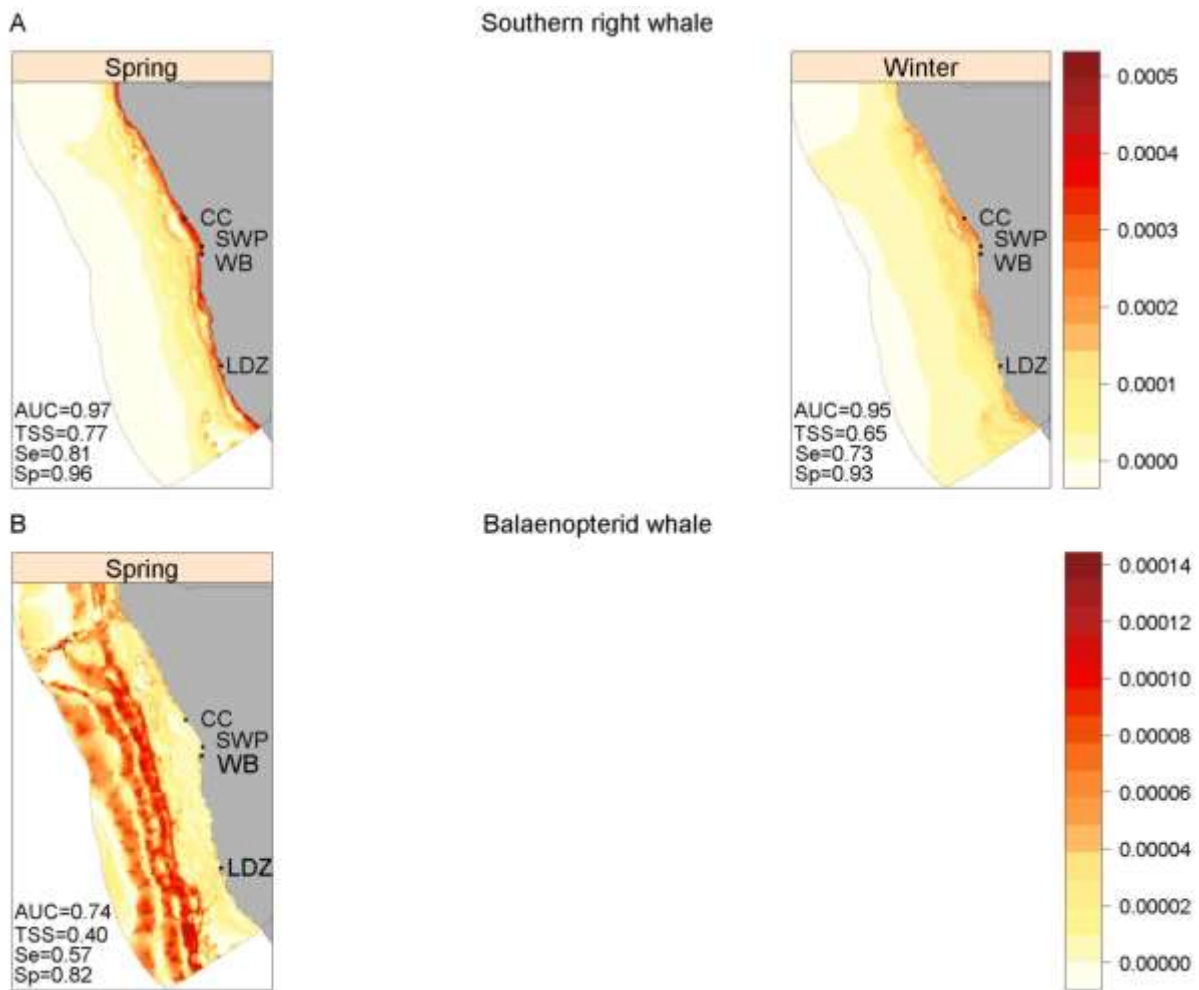 A
Southern right whale
Spring
Winter
CC
SWP
WB
LDZ
AUC=0.97
TSS=0.77
Se=0.81
Sp=0.96
CC
SWP
WB
LDZ
AUC=0.95
TSS=0.65
Se=0.73
Sp=0.93
0.0005
0.0004
0.0003
0.0002
0.0001
0.0000
B
Balaenopterid whale
Spring
CC
SWP
WB
LDZ
AUC=0.74
TSS=0.40
Se=0.57
Sp=0.82
0.00014
0.00012
0.00010
0.00008
0.00006
0.00004
0.00002
0.00000